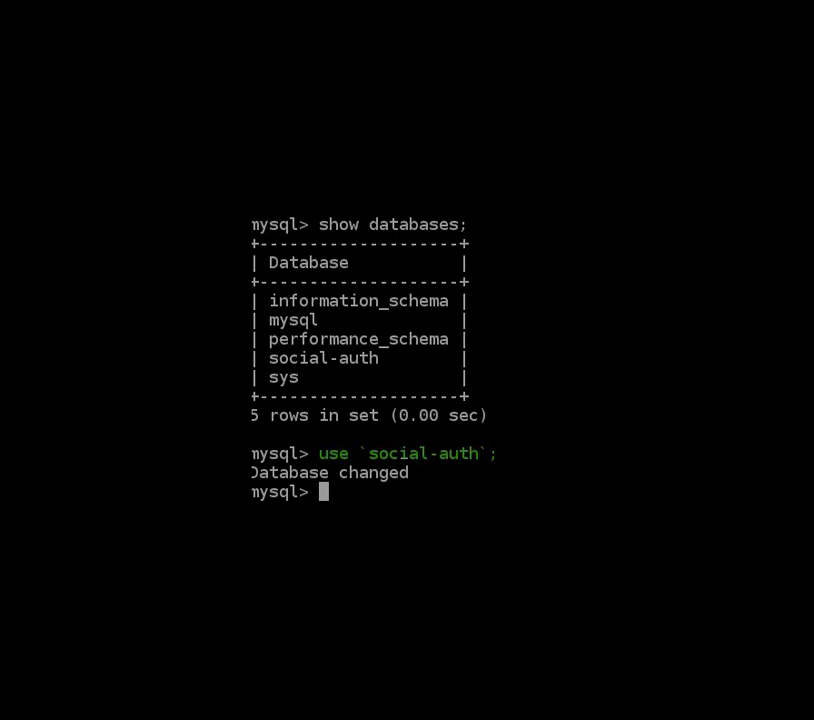 mysql> show databases;
+--------------------+
| Database           |
+--------------------+
| information_schema |
| mysql              |
| performance_schema |
| social-auth        |
| sys                |
+--------------------+
5 rows in set (0.00 sec)
mysql> use `social-auth`;
Database changed
mysql>